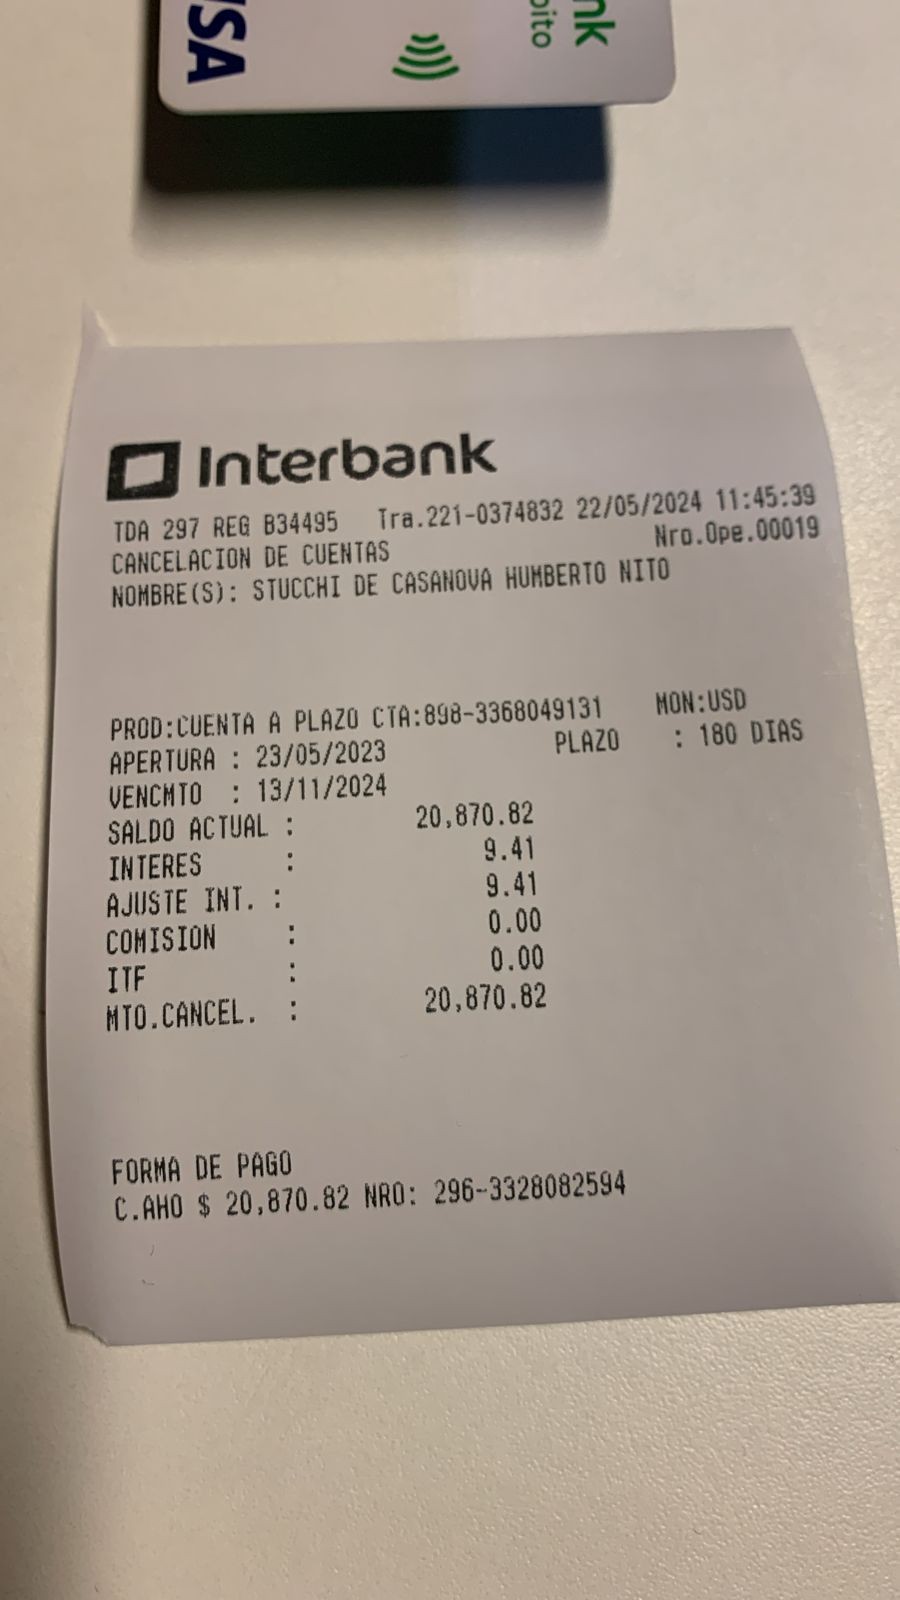 VISA
nk
bito
Interbank
TDA 297 REG B34495 Tra.221-0374832 22/05/2024 11:45:39
CANCELACION DE CUENTAS Nro.Ope.00019
NOMBRE(S): STUCCHI DE CASANOVA HUMBERTO NITO
PROD:CUENTA A PLAZO CTA:898-3368049131 MON:USD
APERTURA : 23/05/2023 PLAZO : 180 DIAS
VENCMTO : 13/11/2024
SALDO ACTUAL : 20,870.82
INTERES : 9.41
AJUSTE INT. : 9.41
COMISION : 0.00
ITF : 0.00
MTO.CANCEL. : 20,870.82
FORMA DE PAGO
C.AHO $ 20,870.82 NRO: 296-3328082594